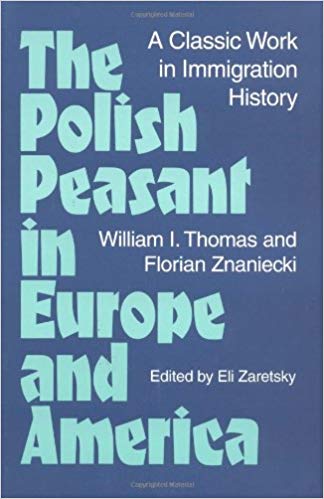 The
Polish
Peasant
in
Europe
and
America
A Classic Work
in Immigration
History
William I. Thomas and
Florian Znaniecki
Edited by Eli Zaretsky